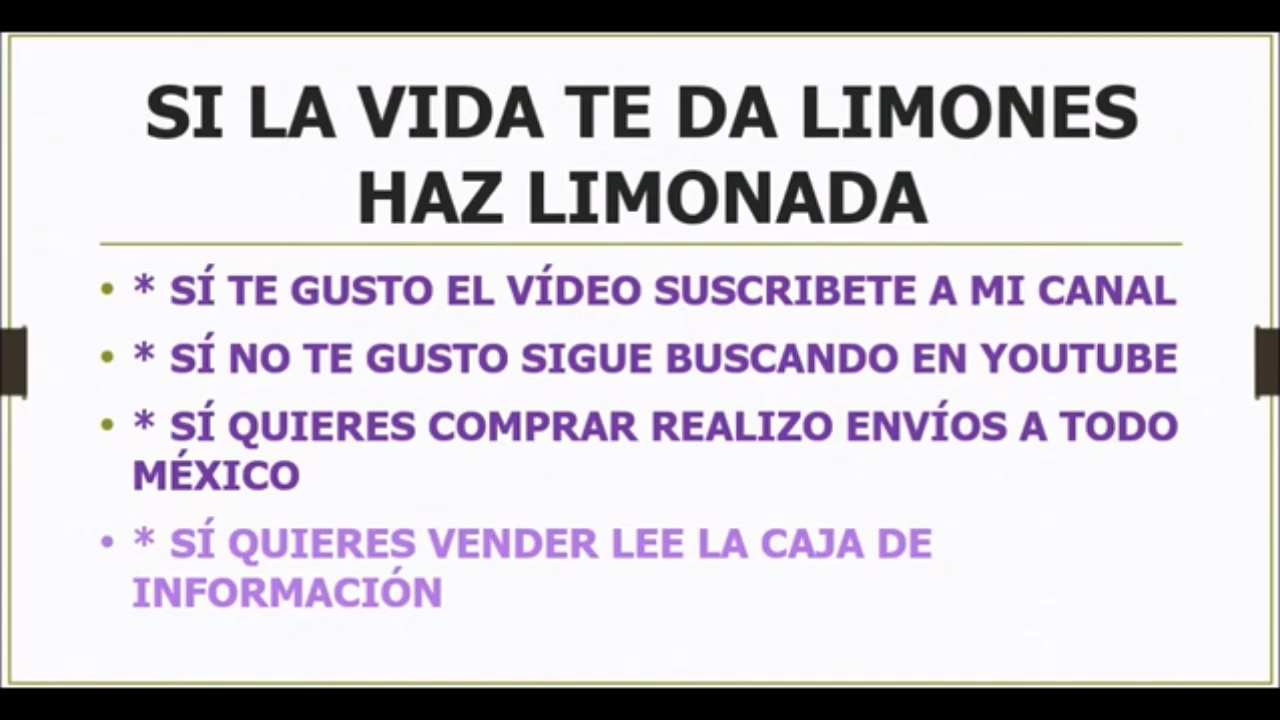 SI LA VIDA TE DA LIMONES
HAZ LIMONADA
• * SÍ TE GUSTO EL VÍDEO SUSCRIBETE A MI CANAL
• * SÍ NO TE GUSTO SIGUE BUSCANDO EN YOUTUBE
• * SÍ QUIERES COMPRAR REALIZO ENVÍOS A TODO
MÉXICO
• * SÍ QUIERES VENDER LEE LA CAJA DE
INFORMACIÓN